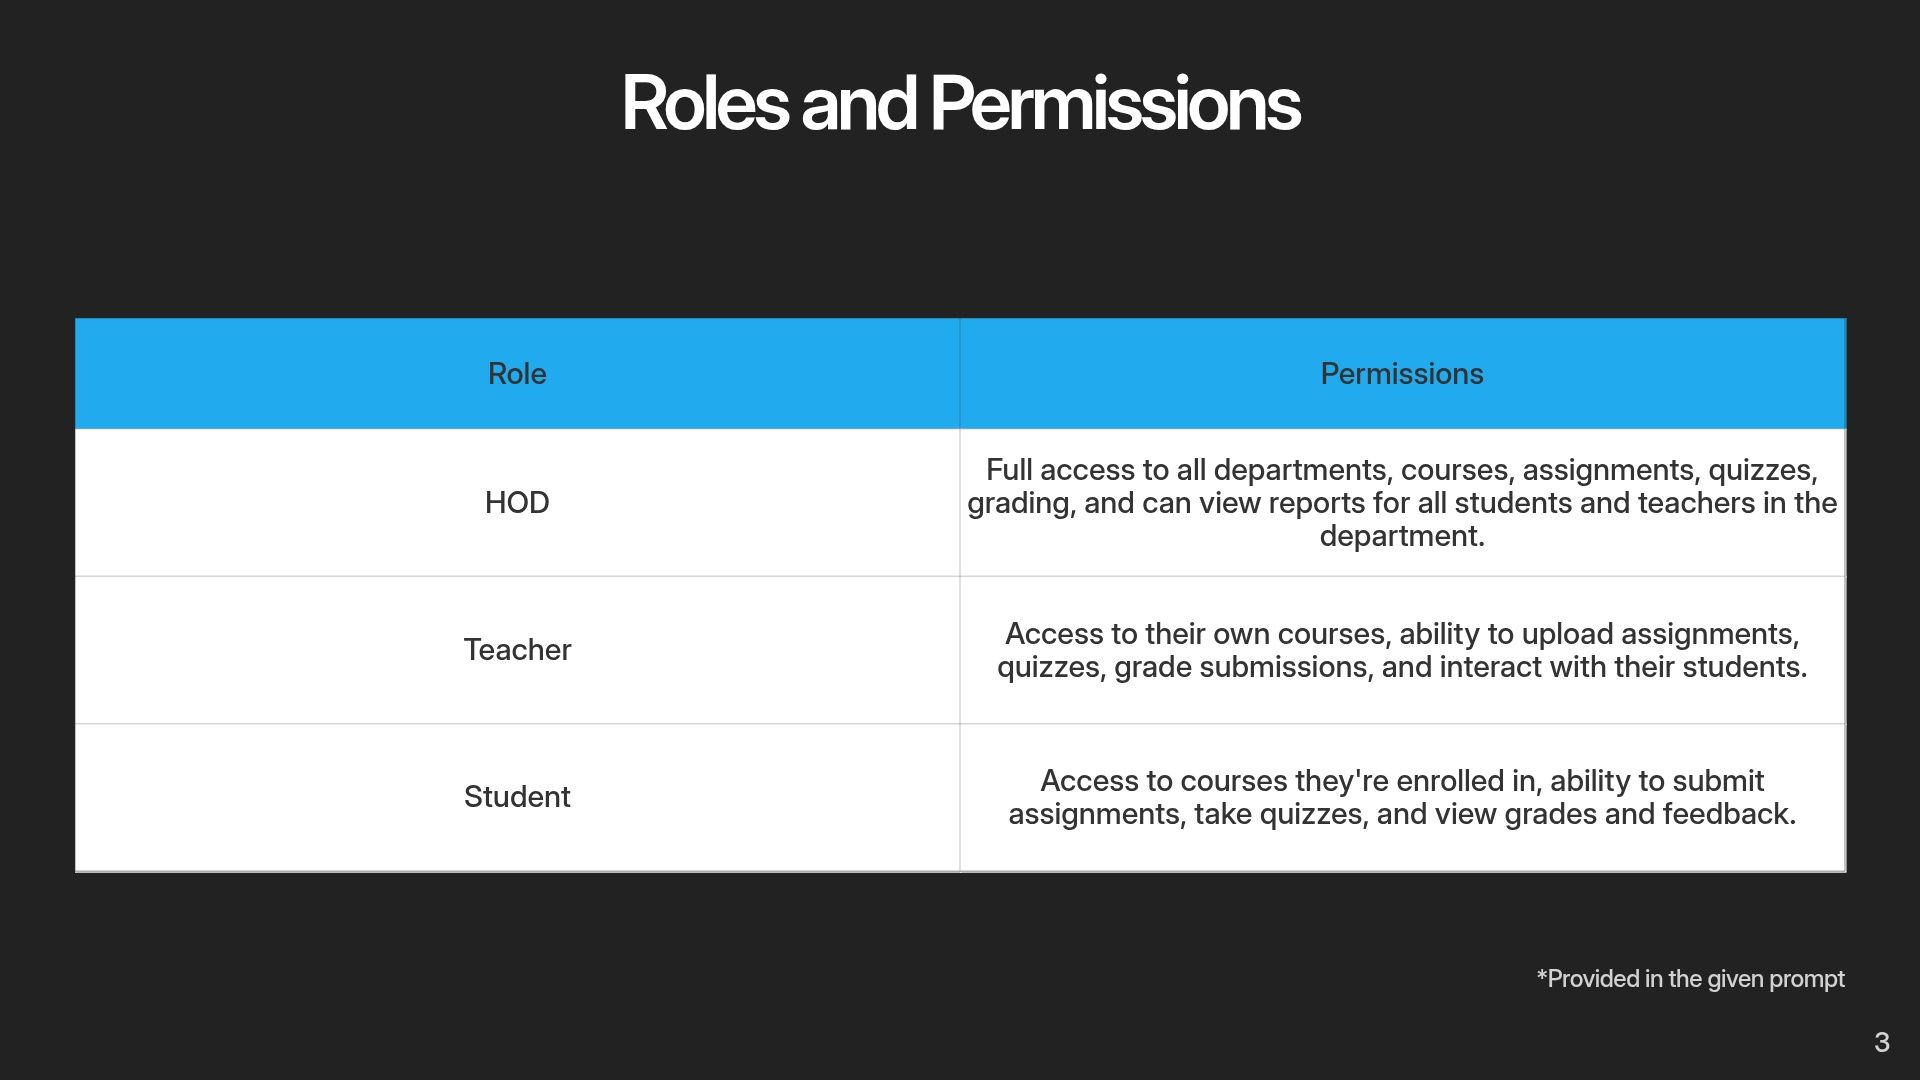 Roles and Permissions
Role
Permissions
HOD
Full access to all departments, courses, assignments, quizzes,
grading, and can view reports for all students and teachers in the
department.
Teacher
Access to their own courses, ability to upload assignments,
quizzes, grade submissions, and interact with their students.
Student
Access to courses they're enrolled in, ability to submit
assignments, take quizzes, and view grades and feedback.
*Provided in the given prompt
3